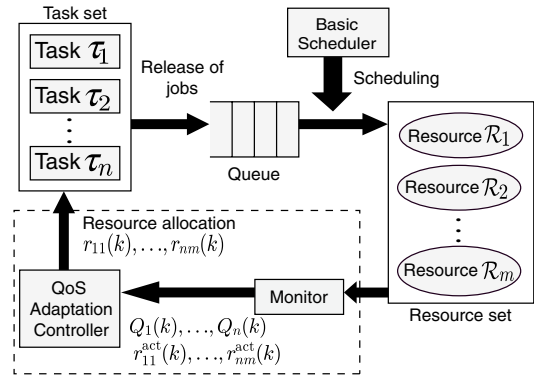 Task set
Task τ₁
Task τ₂
Task τₙ
Release of
jobs
Queue
Basic
Scheduler
Scheduling
Resource ℛ₁
Resource ℛ₂
Resource ℛₘ
Resource set
Resource allocation
r₁₁(k),...,rₙₘ(k)
QoS
Adaptation
Controller
Monitor
Q₁(k),...,Qₙ(k)
r₁₁ᵃᶜᵗ(k),...,rₙₘᵃᶜᵗ(k)